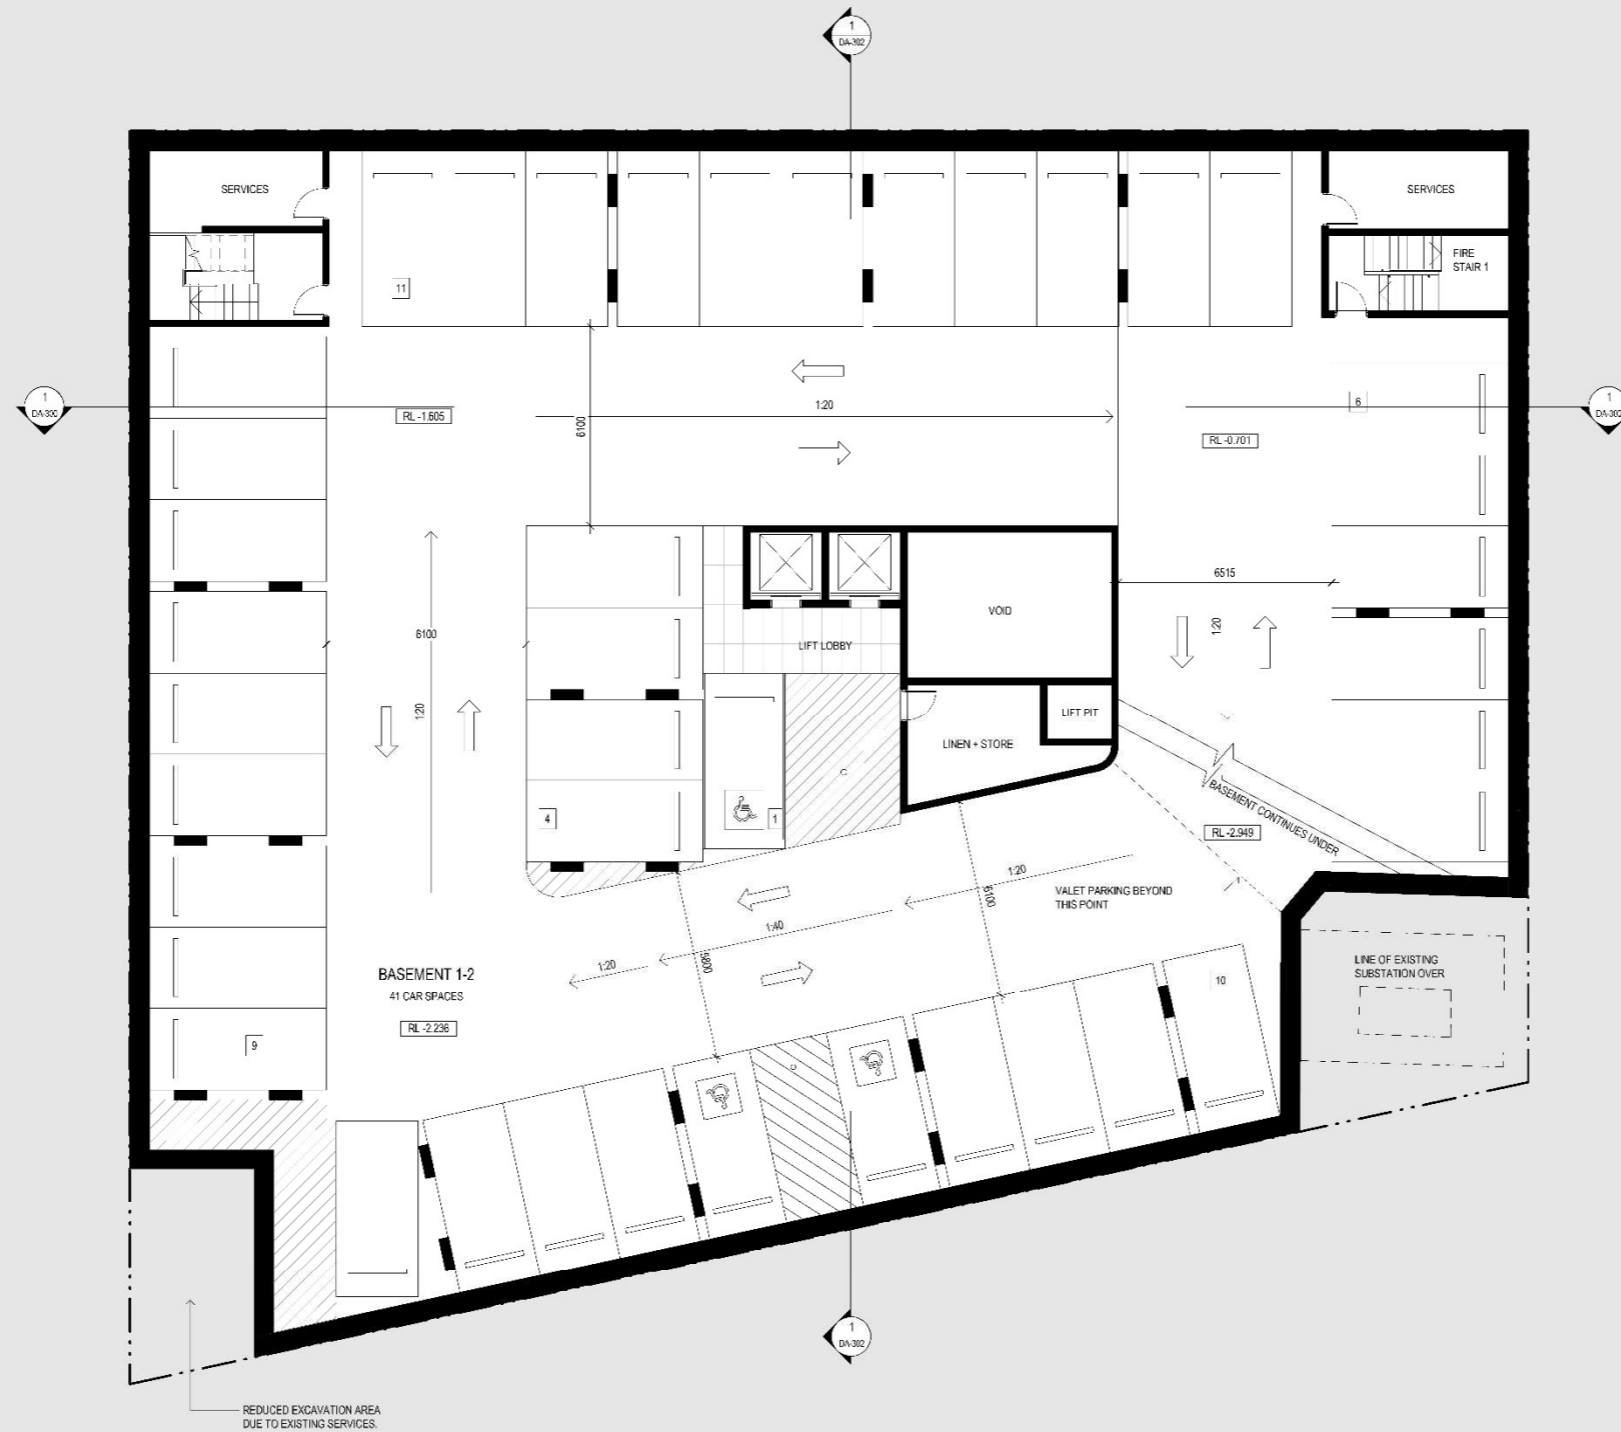 1
DA-302
SERVICES
SERVICES
FIRE
STAIR 1
11
1
DA-300
RL -1.605
1:20
6100
6
RL -0.701
1
DA-300
6515
VOID
6100
1:20
LIFT LOBBY
1:20
LIFT PIT
LINEN + STORE
C
4
1
BASEMENT CONTINUES UNDER
RL -2.949
1:20
6100
VALET PARKING BEYOND
THIS POINT
1:40
5800
1:20
BASEMENT 1-2
41 CAR SPACES
RL -2.236
LINE OF EXISTING
SUBSTATION OVER
10
9
1
DA-302
REDUCED EXCAVATION AREA
DUE TO EXISTING SERVICES.